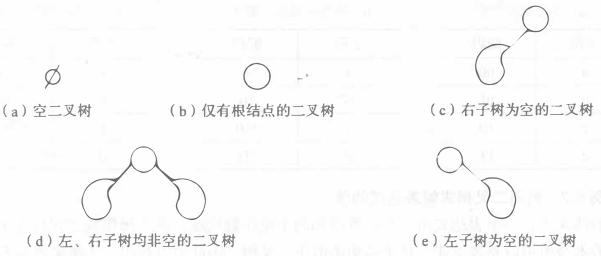 （a）空二叉树
（b）仅有根结点的二叉树
（c）右子树为空的二叉树
（d）左、右子树均非空的二叉树
（e）左子树为空的二叉树